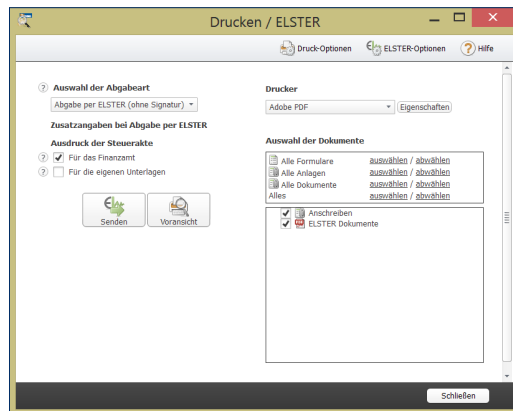 Drucken / ELSTER
Druck-Optionen
ELSTER-Optionen
Hilfe
Auswahl der Abgabeart
Abgabe per ELSTER (ohne Signatur)
Zusatzangaben bei Abgabe per ELSTER
Ausdruck der Steuerakte
Für das Finanzamt
Für die eigenen Unterlagen
Senden
Voransicht
Drucker
Adobe PDF
Eigenschaften
Auswahl der Dokumente
Alle Formulare auswählen / abwählen
Alle Anlagen auswählen / abwählen
Alle Dokumente auswählen / abwählen
Alles auswählen / abwählen
Anschreiben
ELSTER Dokumente
Schließen